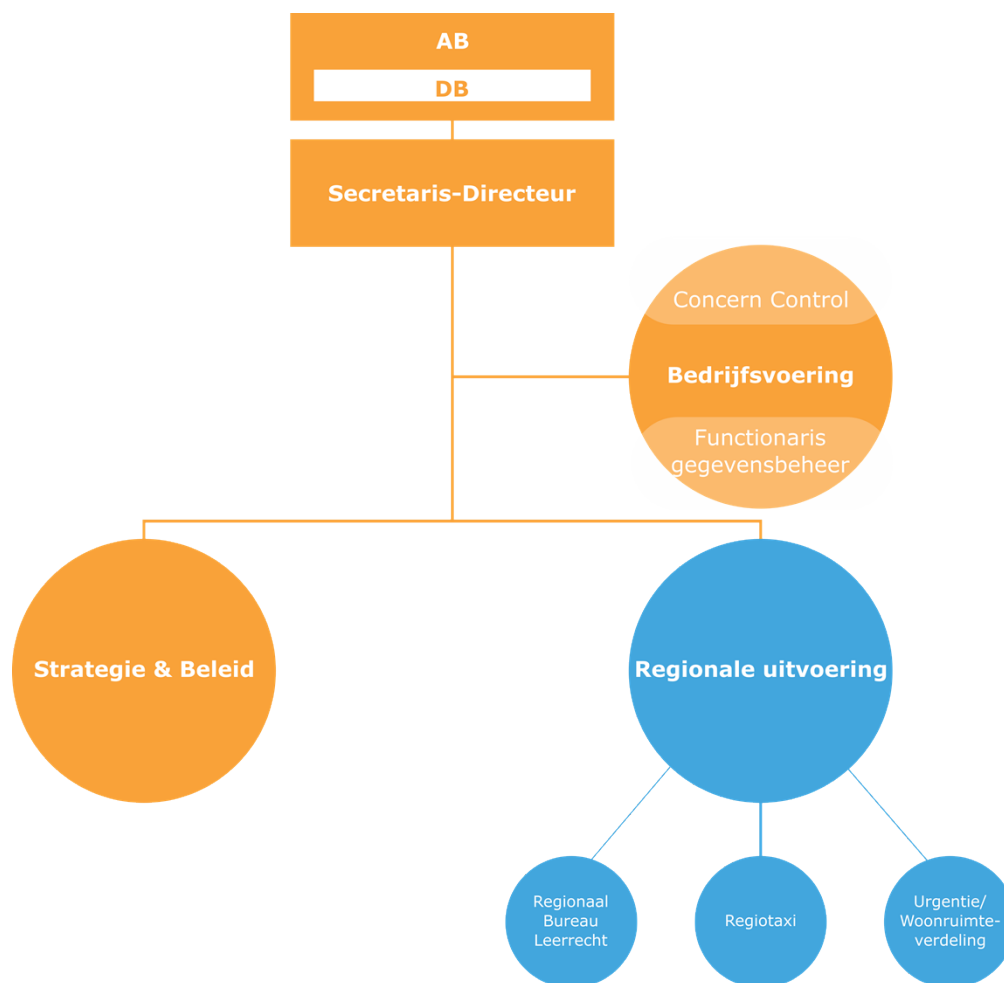 AB
DB
Secretaris-Directeur
Concern Control
Bedrijfsvoering
Functionaris
gegevensbeheer
Strategie & Beleid
Regionale uitvoering
Regionaal
Bureau
Leerrecht
Regiotaxi
Urgentie/
Woonruimte-
verdeling